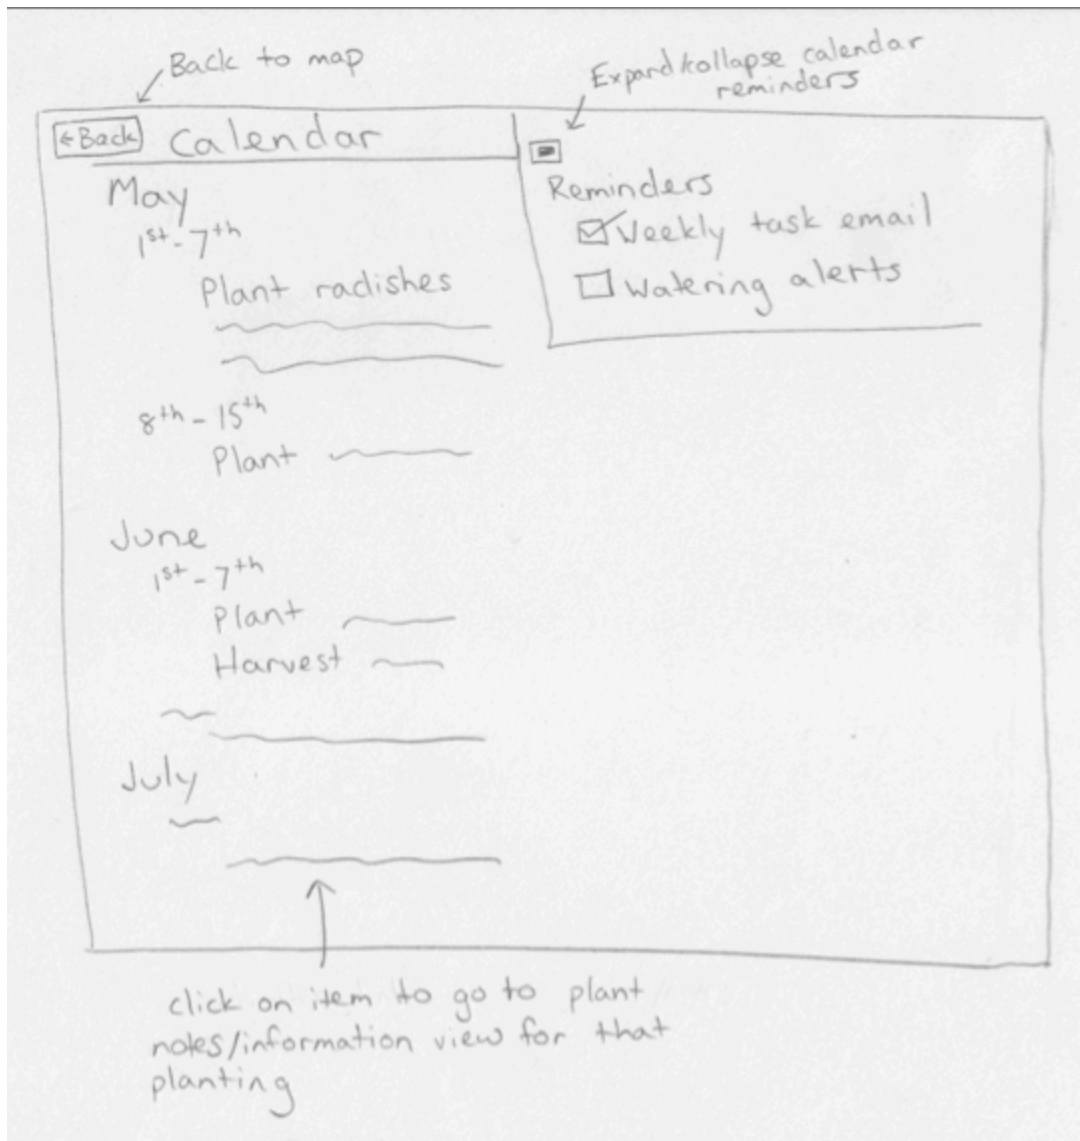 Back to map
Expand/collapse calendar
reminders
←Back
Calendar
May
1st - 7th
Plant radishes
8th - 15th
Plant
June
1st - 7th
Plant
Harvest
July
Reminders
Weekly task email
Watering alerts
click on item to go to plant
notes/information view for that
planting